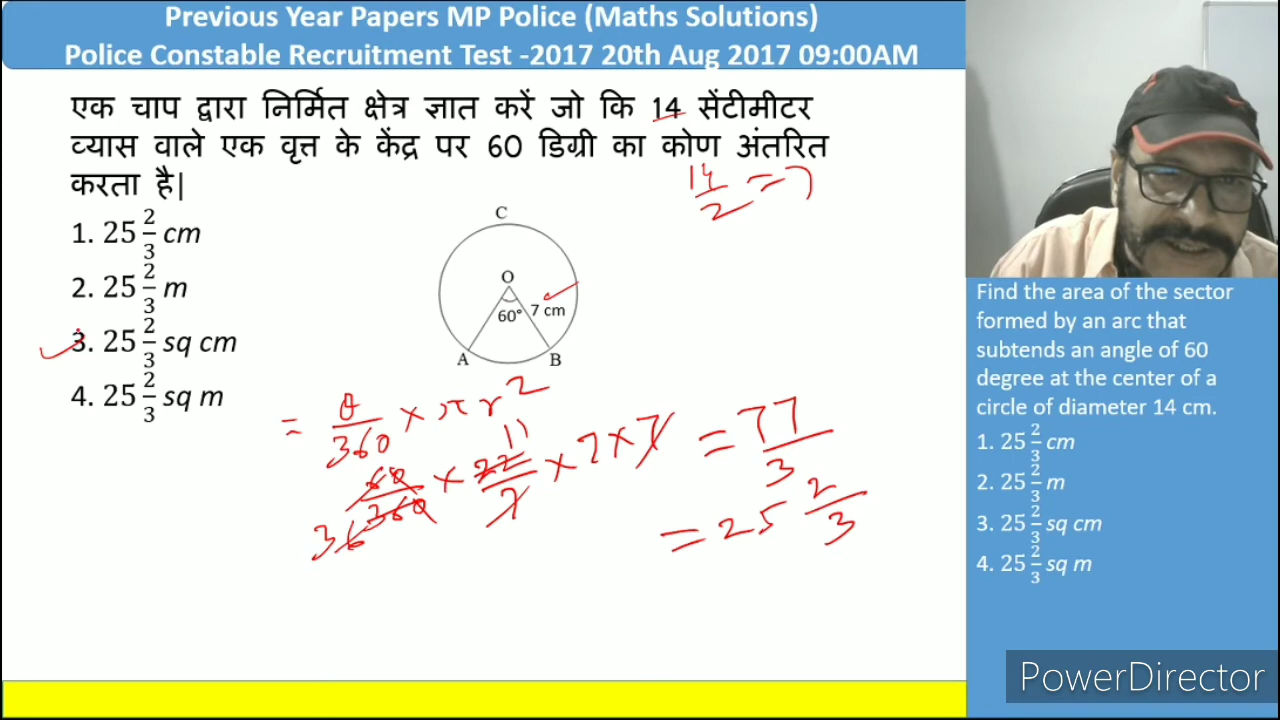 Previous Year Papers MP Police (Maths Solutions)
Police Constable Recruitment Test -2017 20th Aug 2017 09:00AM
एक चाप द्वारा निर्मित क्षेत्र ज्ञात करें जो कि 14 सेंटीमीटर
व्यास वाले एक वृत्त के केंद्र पर 60 डिग्री का कोण अंतरित
करता है|
14/2 = 7
1. 25 2/3 cm
2. 25 2/3 m
3. 25 2/3 sq cm
4. 25 2/3 sq m
C
O
60° 7 cm
A B
= θ/360 × π r²
60/360 × 22/7 × 7 × 7 = 77/3
3 6 11
= 25 2/3
Find the area of the sector
formed by an arc that
subtends an angle of 60
degree at the center of a
circle of diameter 14 cm.
1. 25 2/3 cm
2. 25 2/3 m
3. 25 2/3 sq cm
4. 25 2/3 sq m
PowerDirector